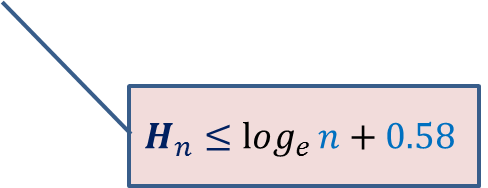 Hₙ ≤ logₑ n + 0.58